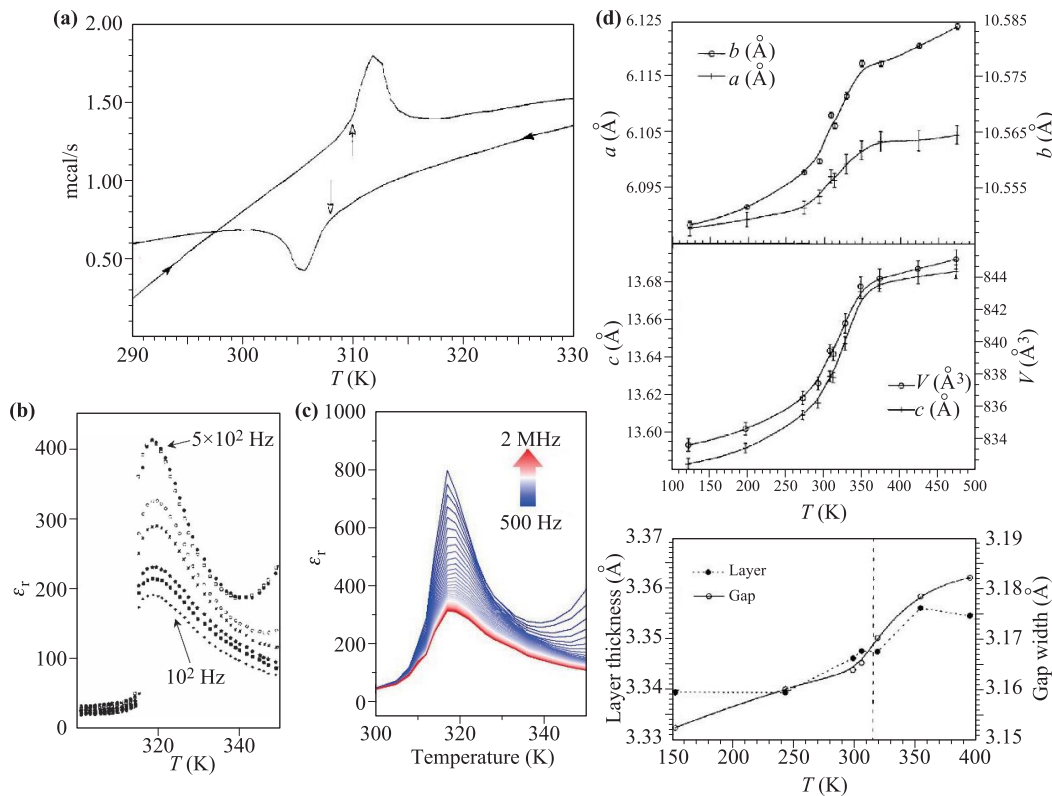 (a)
2.00
1.50
1.00
0.50
mcal/s
290 300 310 320 330
T (K)
(b)
400
300
200
100
0
εr
5×10² Hz
10² Hz
320 340
T (K)
(c)
1000
800
600
400
200
0
εr
2 MHz
500 Hz
300 320 340
Temperature (K)
(d)
6.125
6.115
6.105
6.095
a (Å)
b (Å)
a (Å)
10.585
10.575
10.565
10.555
b (Å)
13.68
13.66
13.64
13.62
13.60
c (Å)
V (Å³)
c (Å)
844
842
840
838
836
834
V (Å³)
100 150 200 250 300 350 400 450 500
T (K)
3.37
3.36
3.35
3.34
3.33
Layer thickness (Å)
Layer
Gap
3.19
3.18
3.17
3.16
3.15
Gap width (Å)
150 200 250 300 350 400
T (K)